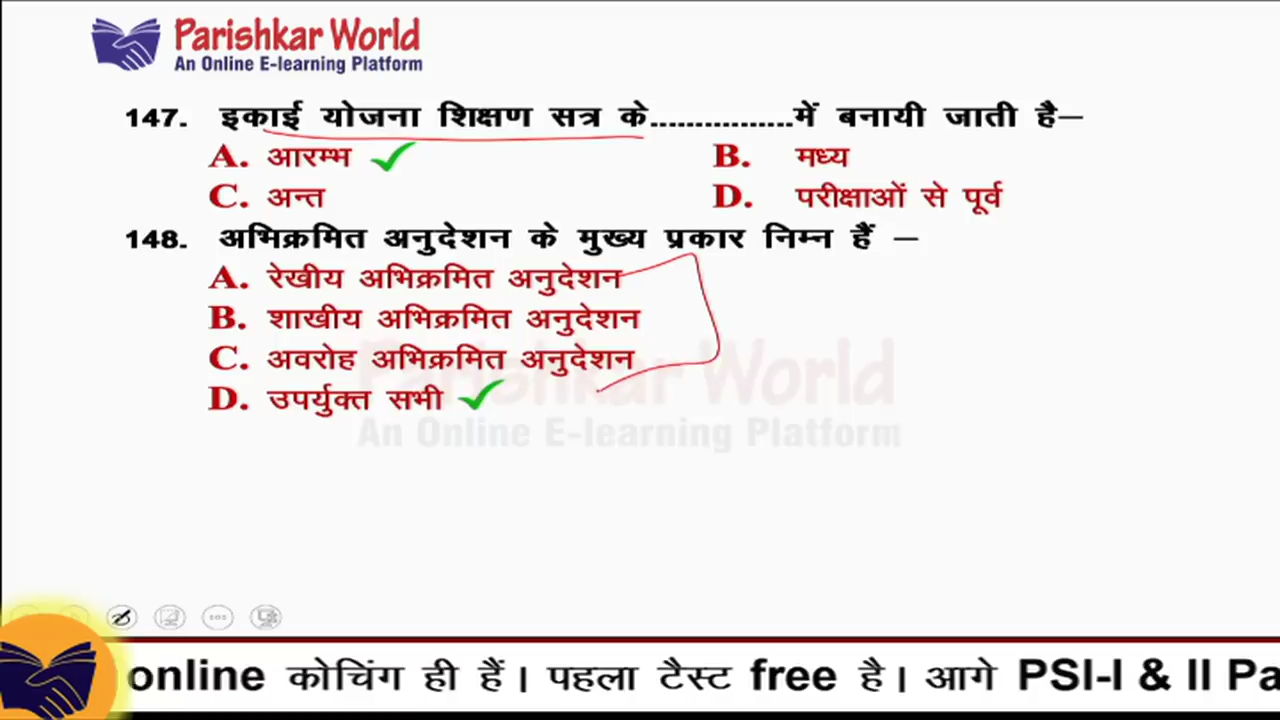 Parishkar World
An Online E-learning Platform
147. इकाई योजना शिक्षण सत्र के................में बनायी जाती है–
A. आरम्भ B. मध्य
C. अन्त D. परीक्षाओं से पूर्व
148. अभिक्रमित अनुदेशन के मुख्य प्रकार निम्न हैं –
A. रेखीय अभिक्रमित अनुदेशन
B. शाखीय अभिक्रमित अनुदेशन
C. अवरोह अभिक्रमित अनुदेशन
D. उपर्युक्त सभी
Parishkar World
An Online E-learning Platform
online कोचिंग ही हैं। पहला टैस्ट free है। आगे PSI-I & II Pa